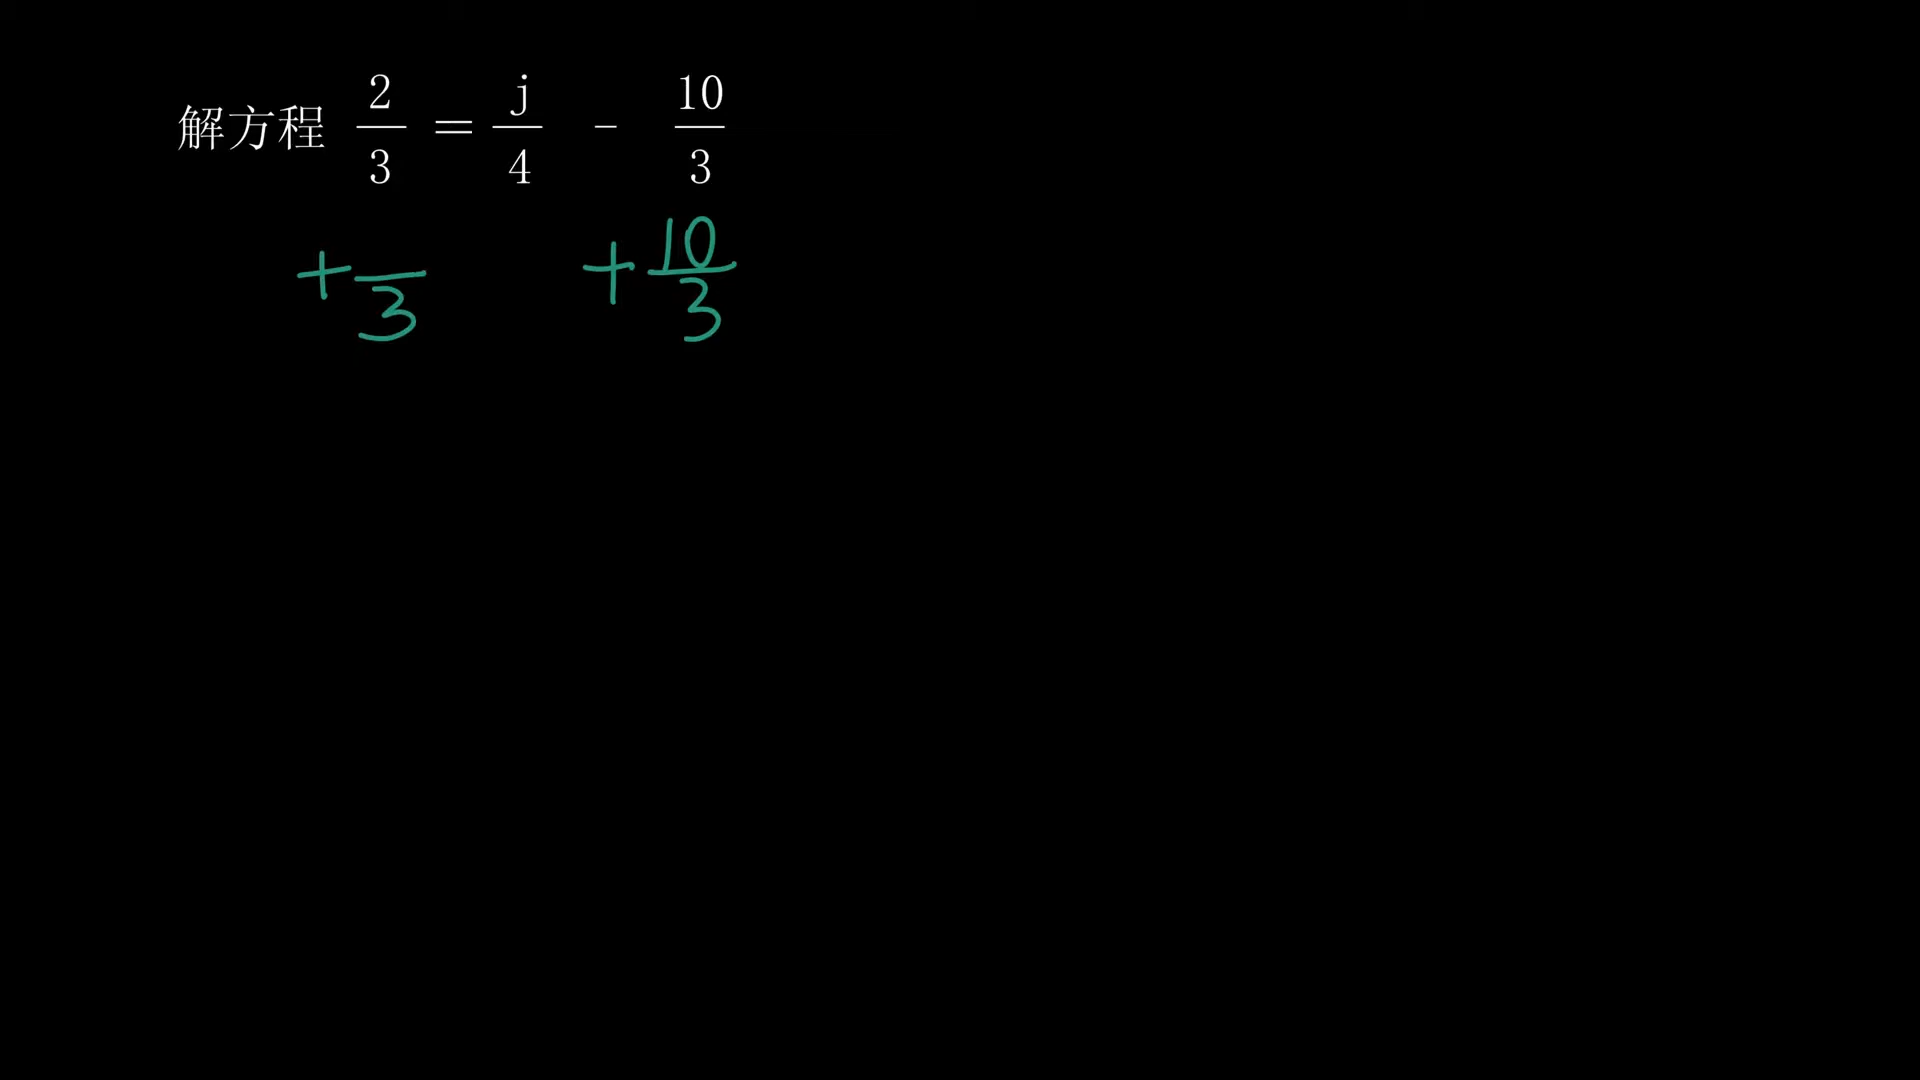 解方程 2/3 = j/4 - 10/3
+ /3 + 10/3